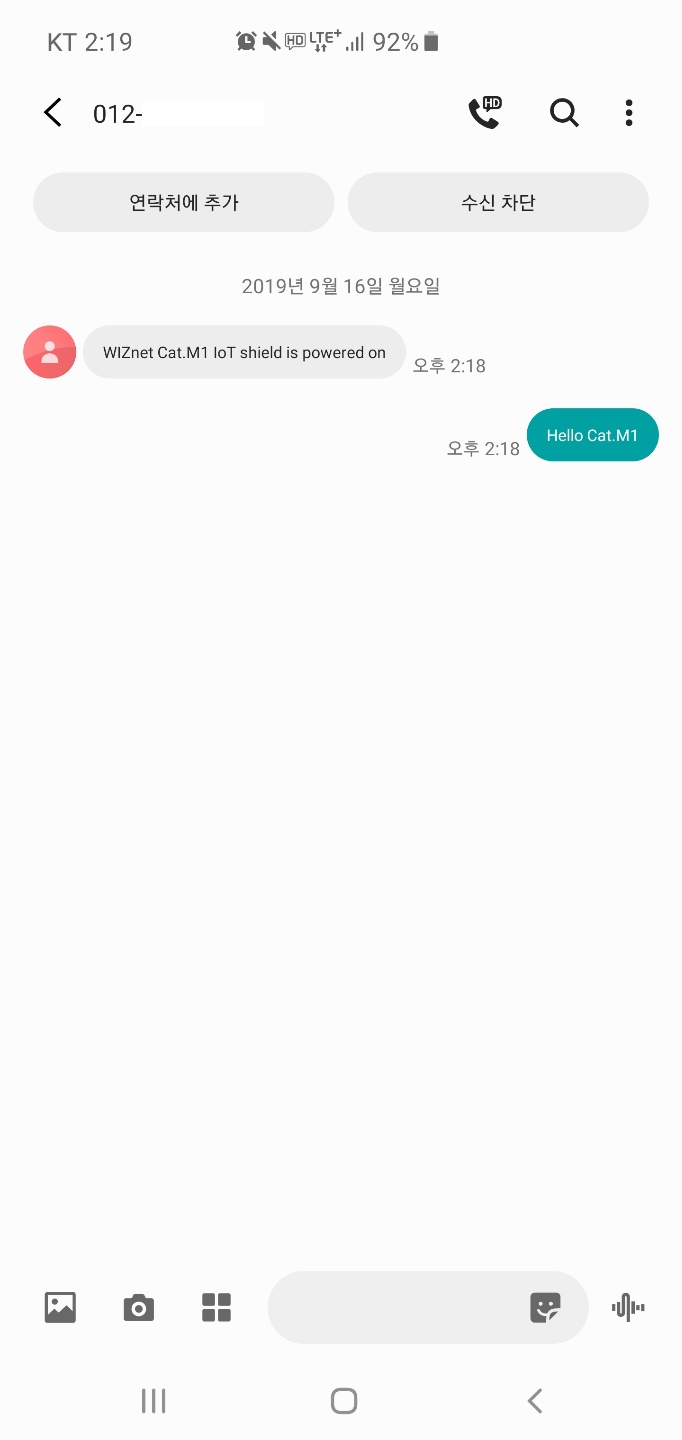 KT 2:19
HD LTE+ 92%
012-
HD
연락처에 추가
수신 차단
2019년 9월 16일 월요일
WIZnet Cat.M1 IoT shield is powered on
오후 2:18
오후 2:18
Hello Cat.M1